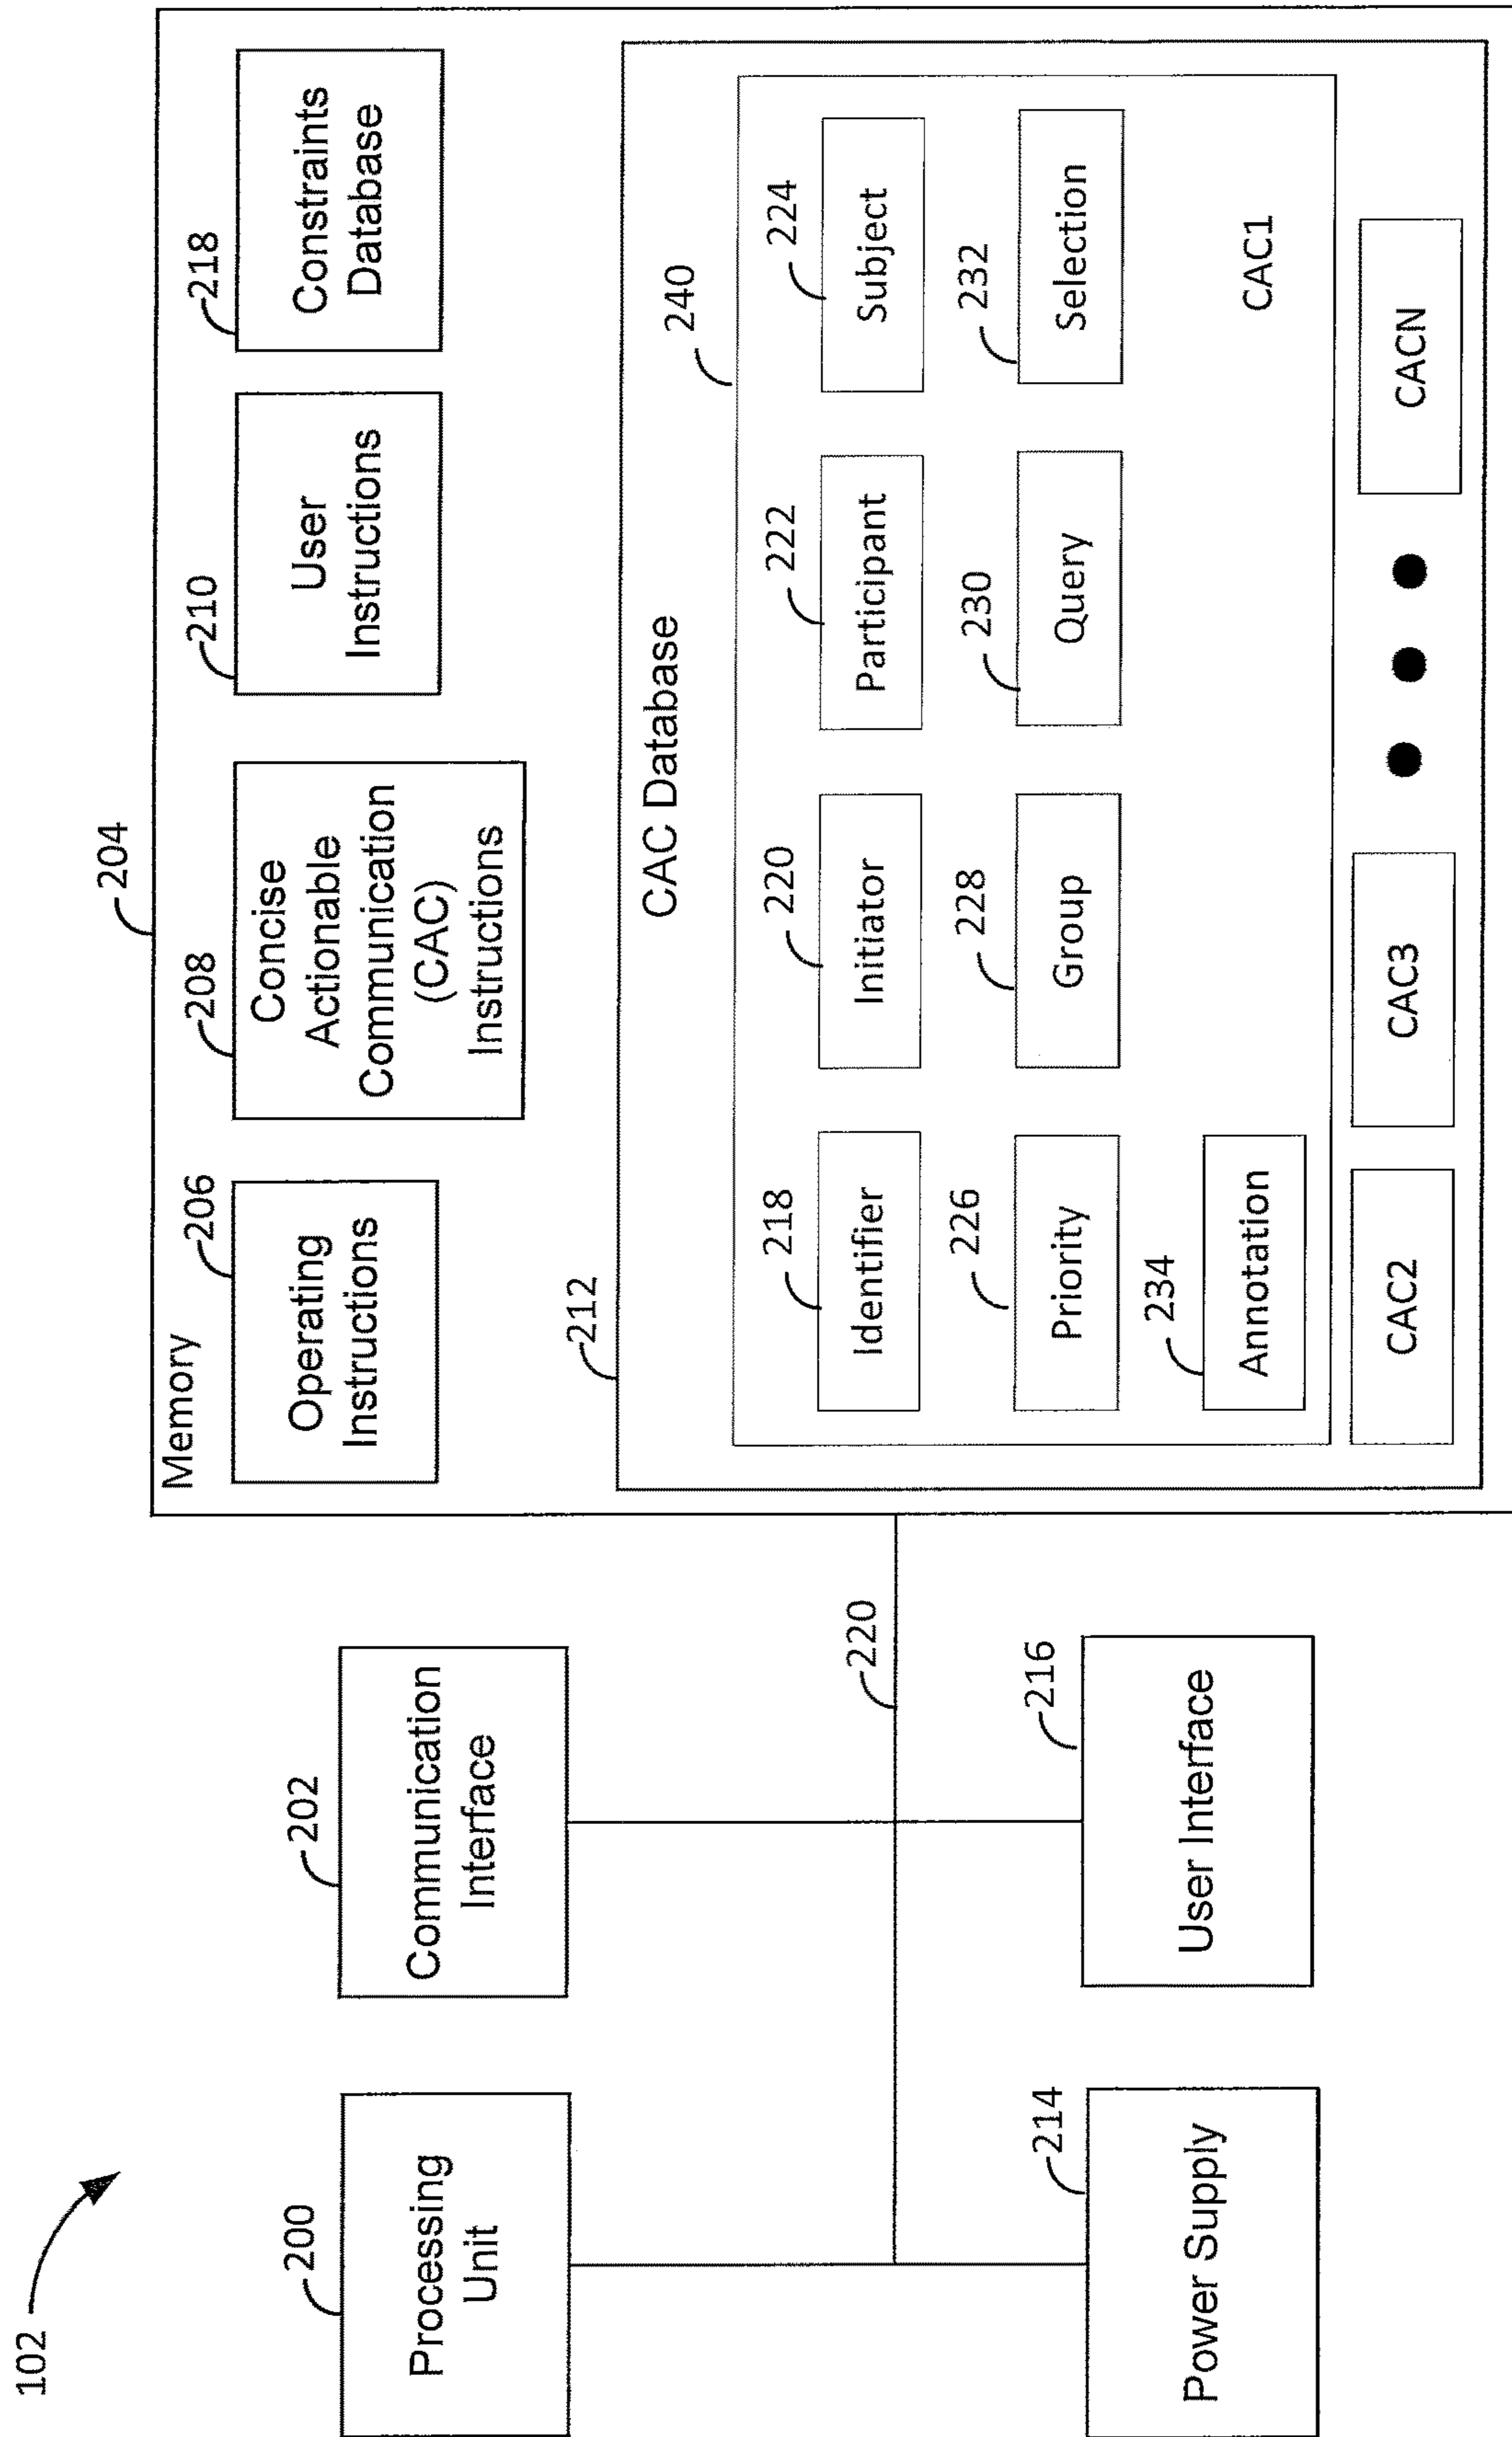 102
200
Processing
Unit
202
Communication
Interface
214
Power Supply
216
User Interface
220
204
Memory
206
Operating
Instructions
208
Concise
Actionable
Communication
(CAC)
Instructions
210
User
Instructions
218
Constraints
Database
212
CAC Database
240
218
Identifier
220
Initiator
222
Participant
224
Subject
226
Priority
228
Group
230
Query
232
Selection
234
Annotation
CAC1
CAC2
CAC3
CACN